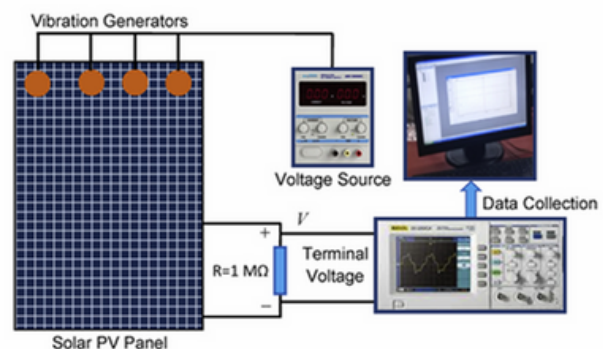 Vibration Generators
Voltage Source
Data Collection
V
+
R=1 MΩ
Terminal
Voltage
−
Solar PV Panel